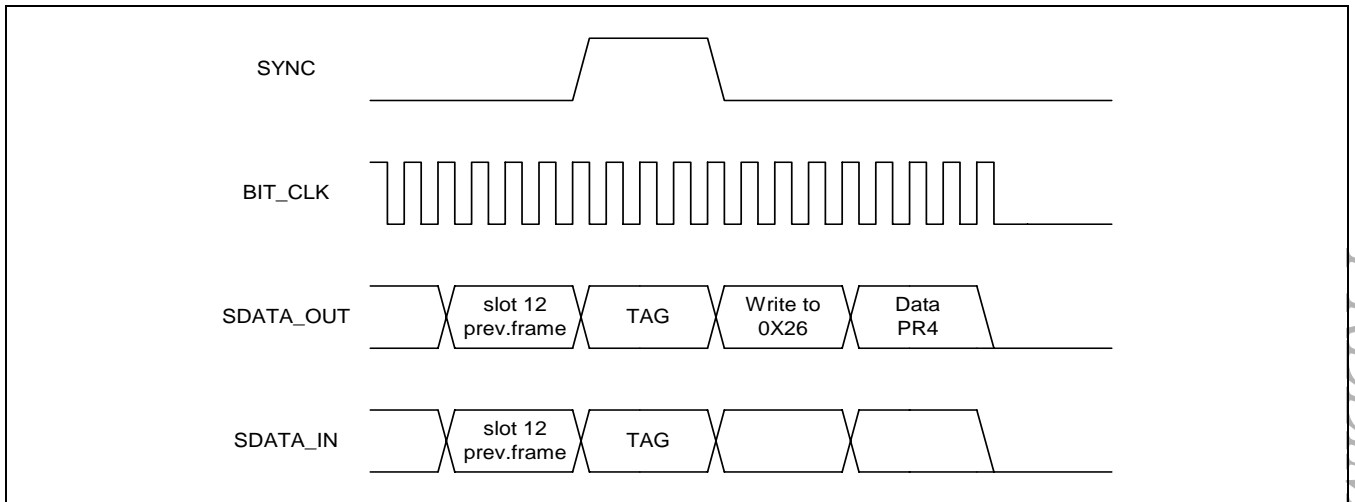 SYNC
BIT_CLK
SDATA_OUT
slot 12
prev.frame
TAG
Write to
0X26
Data
PR4
SDATA_IN
slot 12
prev.frame
TAG